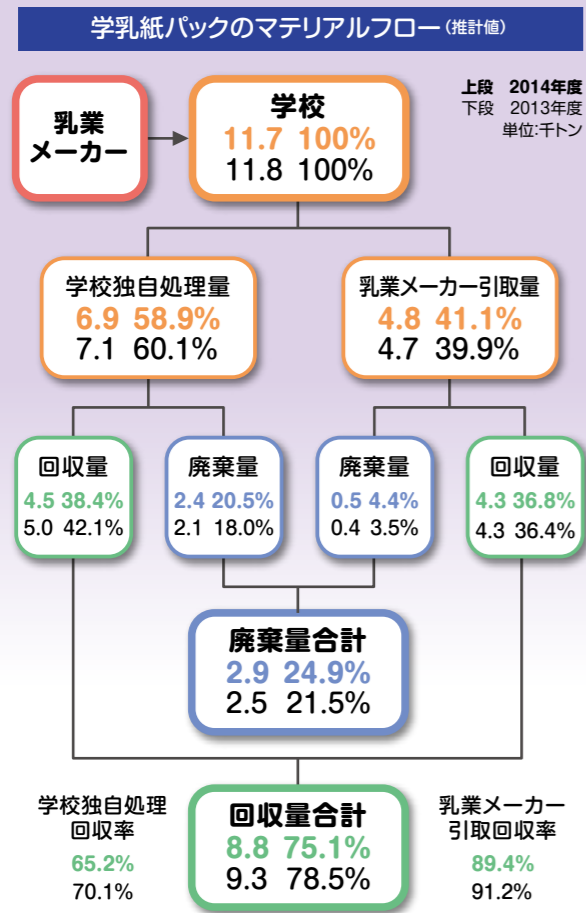 学乳紙パックのマテリアルフロー(推計値)
上段 2014年度
下段 2013年度
単位:千トン
乳業
メーカー
学校
11.7 100%
11.8 100%
学校独自処理量
6.9 58.9%
7.1 60.1%
乳業メーカー引取量
4.8 41.1%
4.7 39.9%
回収量
4.5 38.4%
5.0 42.1%
廃棄量
2.4 20.5%
2.1 18.0%
廃棄量
0.5 4.4%
0.4 3.5%
回収量
4.3 36.8%
4.3 36.4%
廃棄量合計
2.9 24.9%
2.5 21.5%
学校独自処理
回収率
65.2%
70.1%
回収量合計
8.8 75.1%
9.3 78.5%
乳業メーカー
引取回収率
89.4%
91.2%